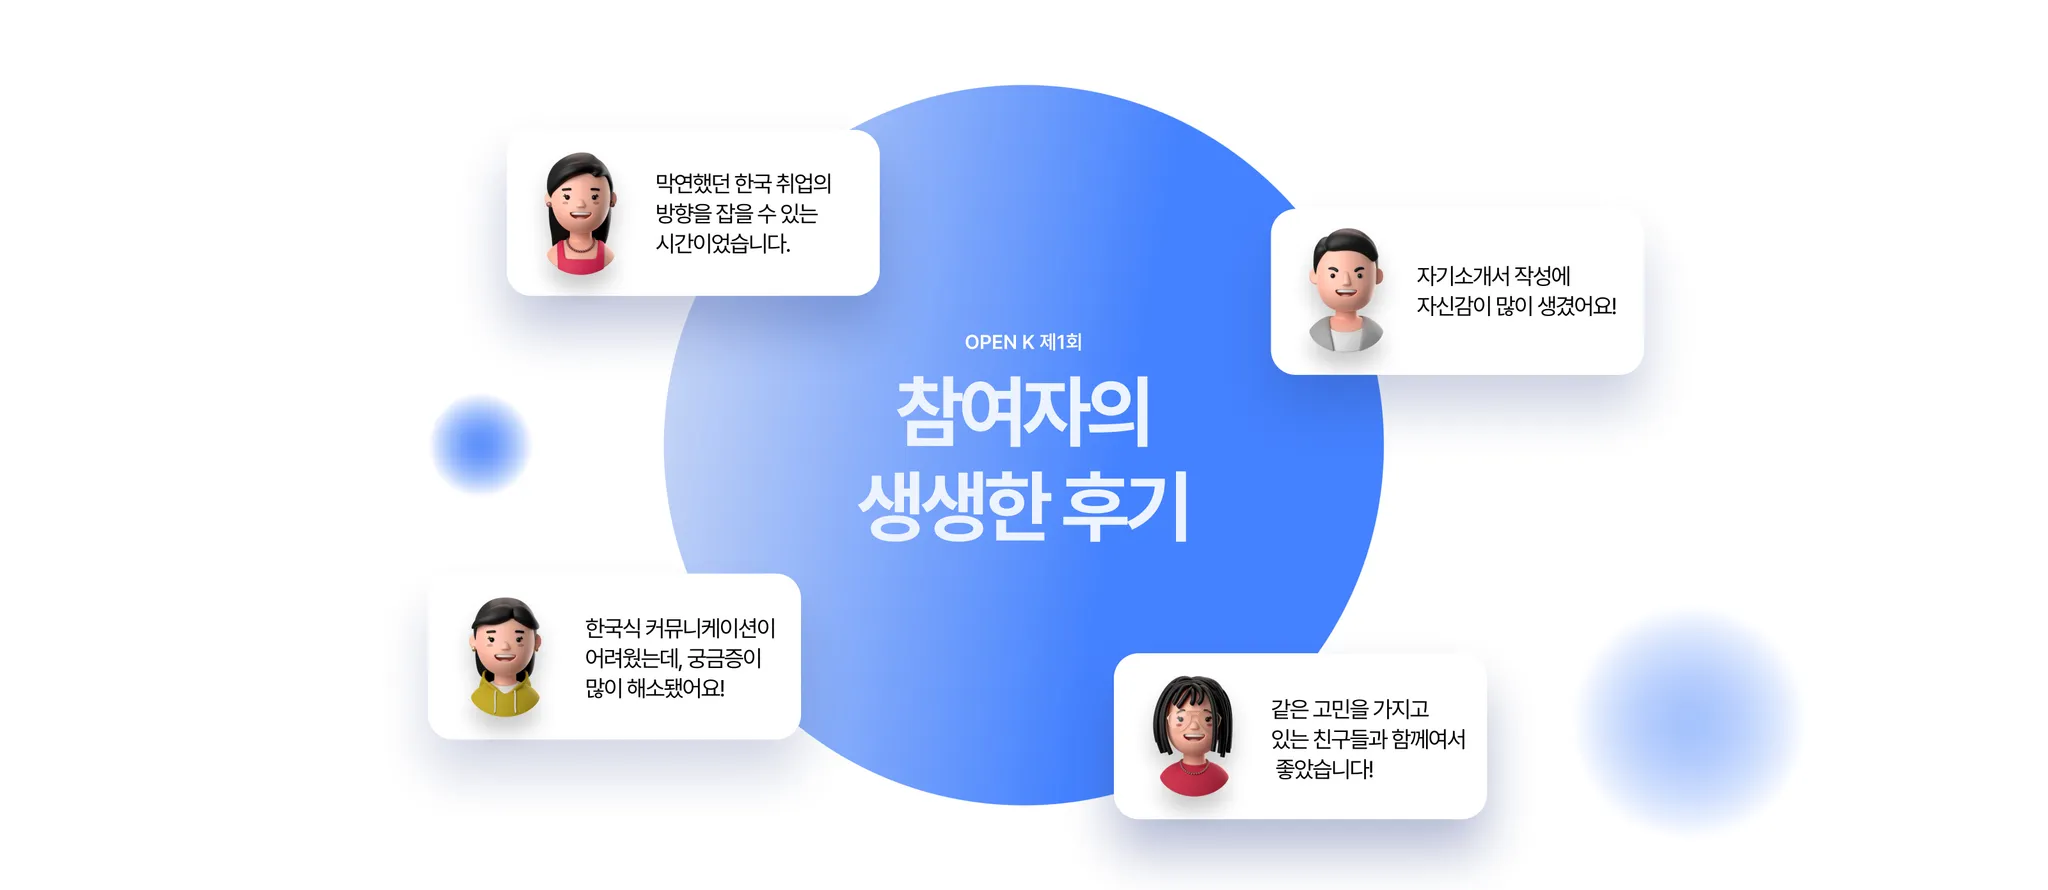 막연했던 한국 취업의
방향을 잡을 수 있는
시간이었습니다.
자기소개서 작성에
자신감이 많이 생겼어요!
OPEN K 제1회
참여자의
생생한 후기
한국식 커뮤니케이션이
어려웠는데, 궁금증이
많이 해소됐어요!
같은 고민을 가지고
있는 친구들과 함께여서
좋았습니다!